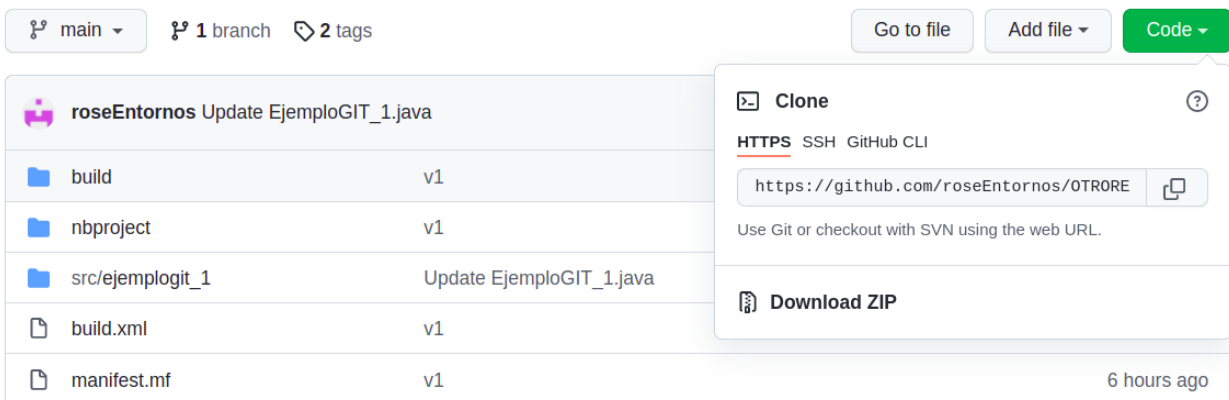 main 1 branch 2 tags Go to file Add file Code
roseEntornos Update EjemploGIT_1.java
Clone
HTTPS SSH GitHub CLI
https://github.com/roseEntornos/OTRORE
Use Git or checkout with SVN using the web URL.
Download ZIP
build v1
nbproject v1
src/ejemplogit_1 Update EjemploGIT_1.java
build.xml v1
manifest.mf v1 6 hours ago